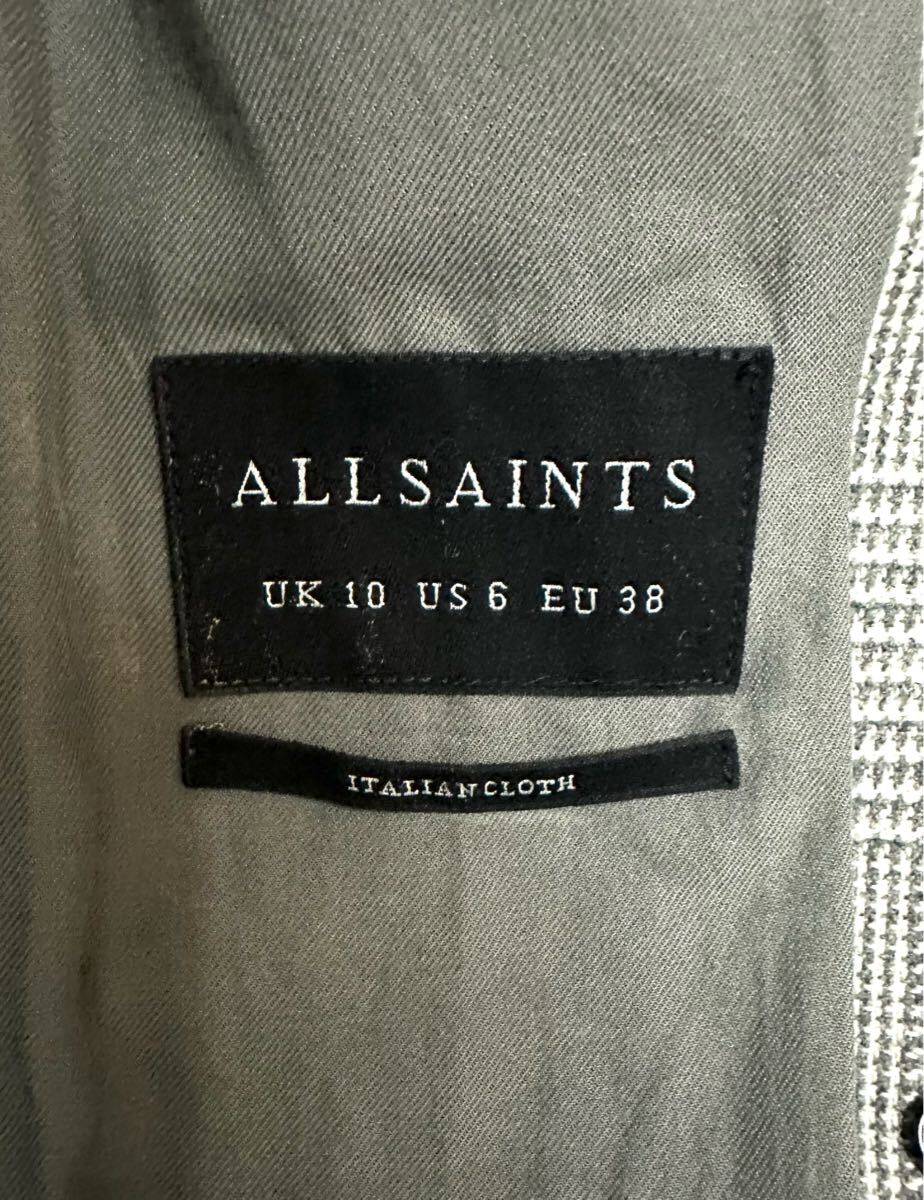 ALLSAINTS
UK 10 US 6 EU 38
ITALIAN CLOTH